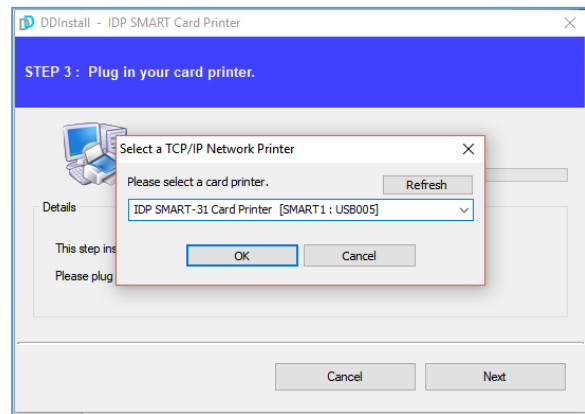 DDInstall - IDP SMART Card Printer
STEP 3 : Plug in your card printer.
Select a TCP/IP Network Printer
Please select a card printer.
Refresh
Details
IDP SMART-31 Card Printer [SMART1 : USB005]
This step ins
OK
Cancel
Please plug
Cancel
Next